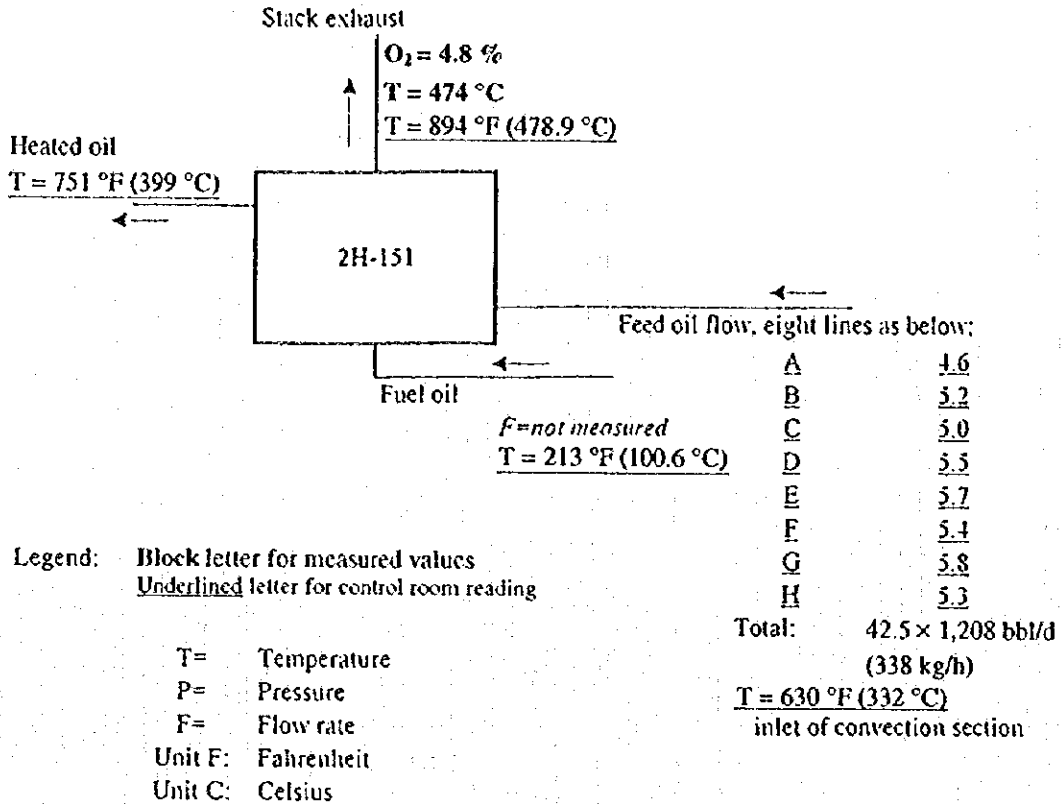 Stack exhaust
O₂ = 4.8 %
T = 474 °C
T = 894 °F (478.9 °C)
Heated oil
T = 751 °F (399 °C)
2H-151
Feed oil flow, eight lines as below:
A 4.6
B 5.2
C 5.0
D 5.5
E 5.7
F 5.4
G 5.8
H 5.3
Total: 42.5 × 1,208 bbl/d
(338 kg/h)
T = 630 °F (332 °C)
inlet of convection section
Fuel oil
F=not measured
T = 213 °F (100.6 °C)
Legend: Block letter for measured values
Underlined letter for control room reading
T= Temperature
P= Pressure
F= Flow rate
Unit F: Fahrenheit
Unit C: Celsius